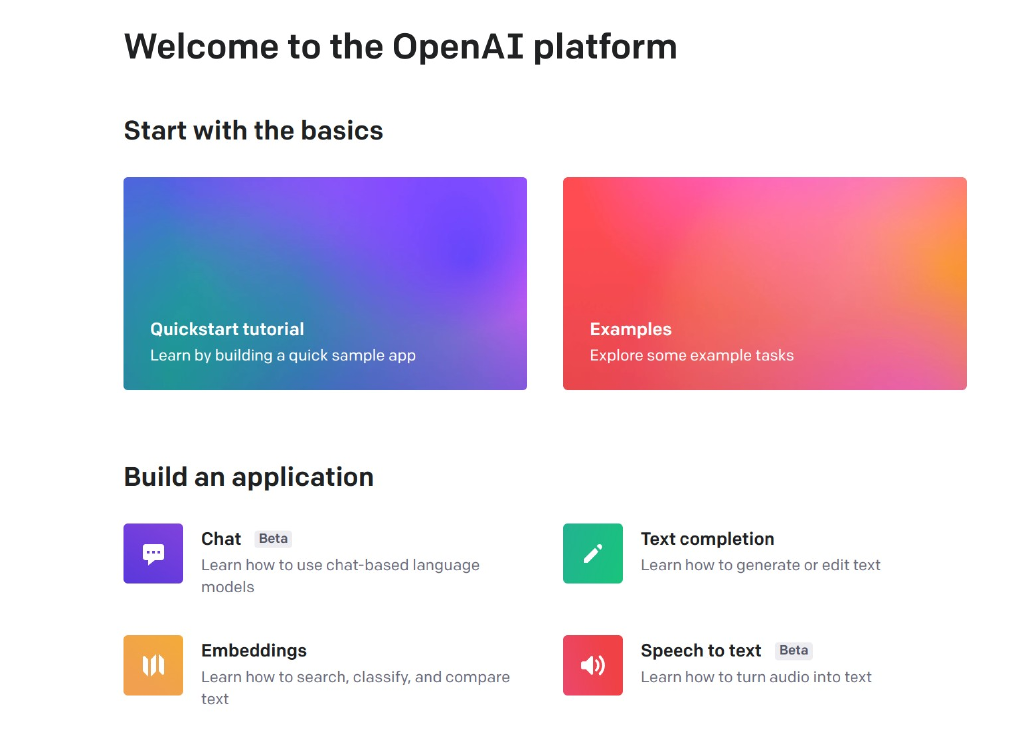 Welcome to the OpenAI platform
Start with the basics
Quickstart tutorial
Learn by building a quick sample app
Examples
Explore some example tasks
Build an application
Chat Beta
Learn how to use chat-based language
models
Text completion
Learn how to generate or edit text
Embeddings
Learn how to search, classify, and compare
text
Speech to text Beta
Learn how to turn audio into text